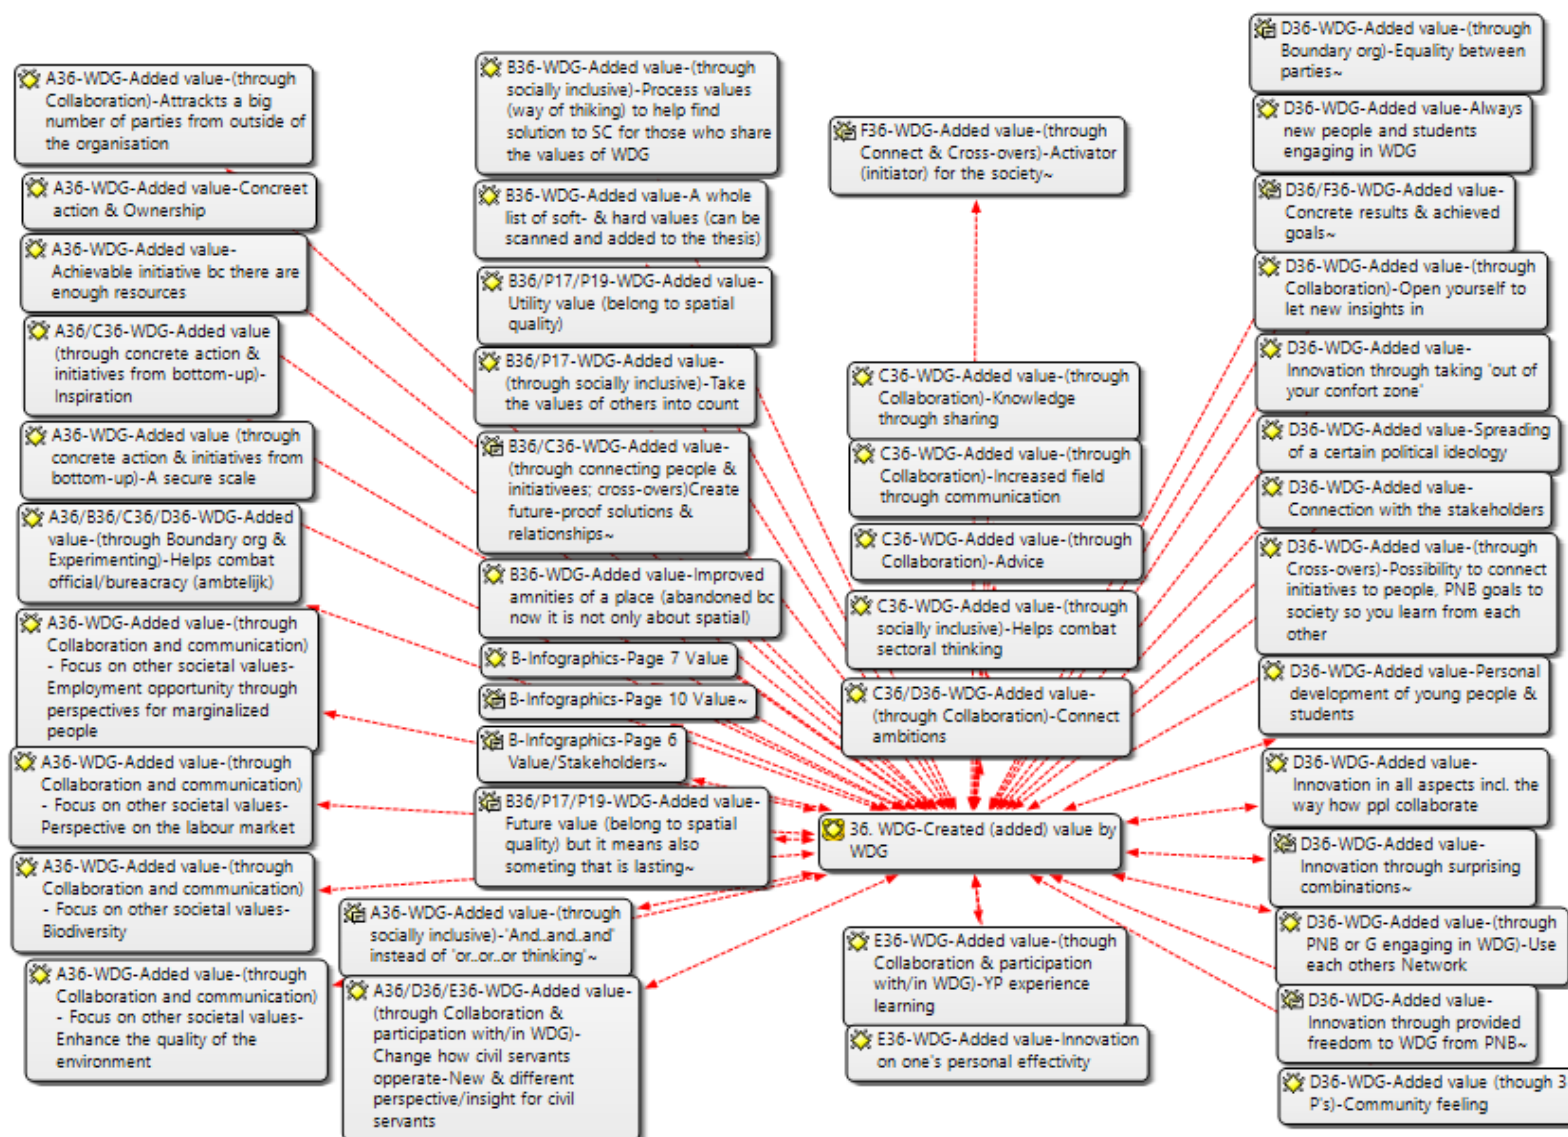 A36-WDG-Added value-(through
Collaboration)-Attrackts a big
number of parties from outside of
the organisation
A36-WDG-Added value-Concreet
action & Ownership
A36-WDG-Added value-
Achievable initiative bc there are
enough resources
A36/C36-WDG-Added value
(through concrete action &
initiatives from bottom-up)-
Inspiration
A36-WDG-Added value (through
concrete action & initiatives from
bottom-up)-A secure scale
A36/B36/C36/D36-WDG-Added
value-(through Boundary org &
Experimenting)-Helps combat
official/bureacracy (ambtelijk)
A36-WDG-Added value-(through
Collaboration and communication)
- Focus on other societal values-
Employment opportunity through
perspectives for marginalized
people
A36-WDG-Added value-(through
Collaboration and communication)
- Focus on other societal values-
Perspective on the labour market
A36-WDG-Added value-(through
Collaboration and communication)
- Focus on other societal values-
Biodiversity
A36-WDG-Added value-(through
Collaboration and communication)
- Focus on other societal values-
Enhance the quality of the
environment
B36-WDG-Added value-(through
socially inclusive)-Process values
(way of thiking) to help find
solution to SC for those who share
the values of WDG
B36-WDG-Added value-A whole
list of soft- & hard values (can be
scanned and added to the thesis)
B36/P17/P19-WDG-Added value-
Utility value (belong to spatial
quality)
B36/P17-WDG-Added value-
(through socially inclusive)-Take
the values of others into count
B36/C36-WDG-Added value-
(through connecting people &
initiativees; cross-overs)Create
future-proof solutions &
relationships~
B36-WDG-Added value-Improved
amnities of a place (abandoned bc
now it is not only about spatial)
B-Infographics-Page 7 Value
B-Infographics-Page 10 Value~
B-Infographics-Page 6
Value/Stakeholders~
B36/P17/P19-WDG-Added value-
Future value (belong to spatial
quality) but it means also
someting that is lasting~
A36-WDG-Added value-(through
socially inclusive)-'And..and..and'
instead of 'or..or..or thinking'~
A36/D36/E36-WDG-Added value-
(through Collaboration &
participation with/in WDG)-
Change how civil servants
opperate-New & different
perspective/insight for civil
servants
F36-WDG-Added value-(through
Connect & Cross-overs)-Activator
(initiator) for the society~
C36-WDG-Added value-(through
Collaboration)-Knowledge
through sharing
C36-WDG-Added value-(through
Collaboration)-Increased field
through communication
C36-WDG-Added value-(through
Collaboration)-Advice
C36-WDG-Added value-(through
socially inclusive)-Helps combat
sectoral thinking
C36/D36-WDG-Added value-
(through Collaboration)-Connect
ambitions
36. WDG-Created (added) value by
WDG
E36-WDG-Added value-(though
Collaboration & participation
with/in WDG)-YP experience
learning
E36-WDG-Added value-Innovation
on one's personal effectivity
D36-WDG-Added value-(through
Boundary org)-Equality between
parties~
D36-WDG-Added value-Always
new people and students
engaging in WDG
D36/F36-WDG-Added value-
Concrete results & achieved
goals~
D36-WDG-Added value-(through
Collaboration)-Open yourself to
let new insights in
D36-WDG-Added value-
Innovation through taking 'out of
your confort zone'
D36-WDG-Added value-Spreading
of a certain political ideology
D36-WDG-Added value-
Connection with the stakeholders
D36-WDG-Added value-(through
Cross-overs)-Possibility to connect
initiatives to people, PNB goals to
society so you learn from each
other
D36-WDG-Added value-Personal
development of young people &
students
D36-WDG-Added value-
Innovation in all aspects incl. the
way how ppl collaborate
D36-WDG-Added value-
Innovation through surprising
combinations~
D36-WDG-Added value-(through
PNB or G engaging in WDG)-Use
each others Network
D36-WDG-Added value-
Innovation through provided
freedom to WDG from PNB~
D36-WDG-Added value (though 3
P's)-Community feeling